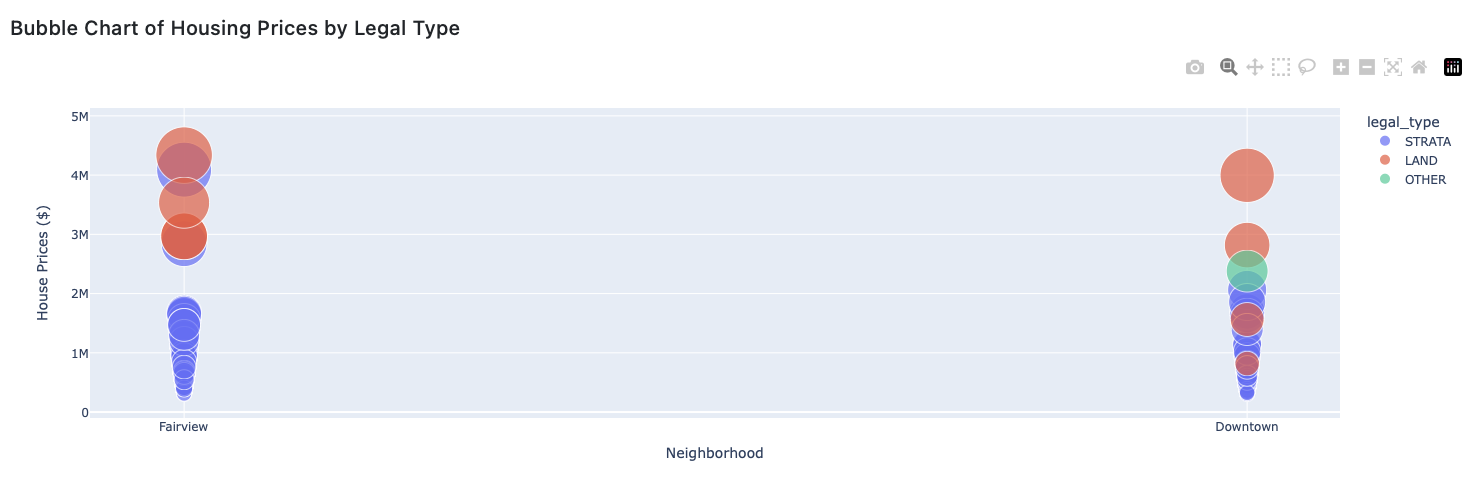 Bubble Chart of Housing Prices by Legal Type
legal_type
STRATA
LAND
OTHER
House Prices ($)
5M
4M
3M
2M
1M
0
Fairview
Downtown
Neighborhood